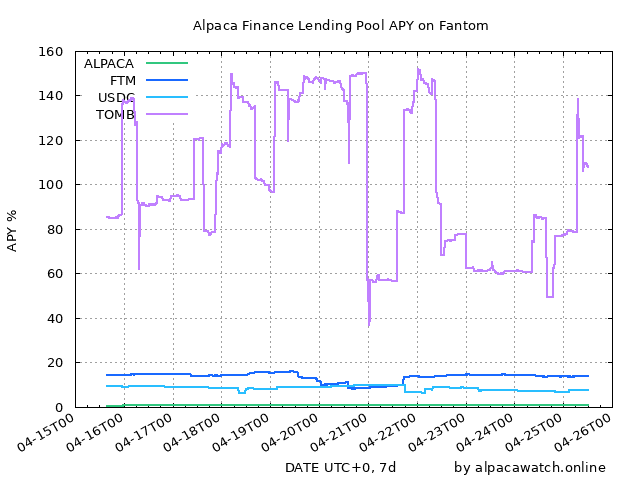 Alpaca Finance Lending Pool APY on Fantom
APY %
160
140
120
100
80
60
40
20
0
ALPACA
FTM
USDC
TOMB
04-15T00
04-16T00
04-17T00
04-18T00
04-19T00
04-20T00
04-21T00
04-22T00
04-23T00
04-24T00
04-25T00
04-26T00
DATE UTC+0, 7d
by alpacawatch.online